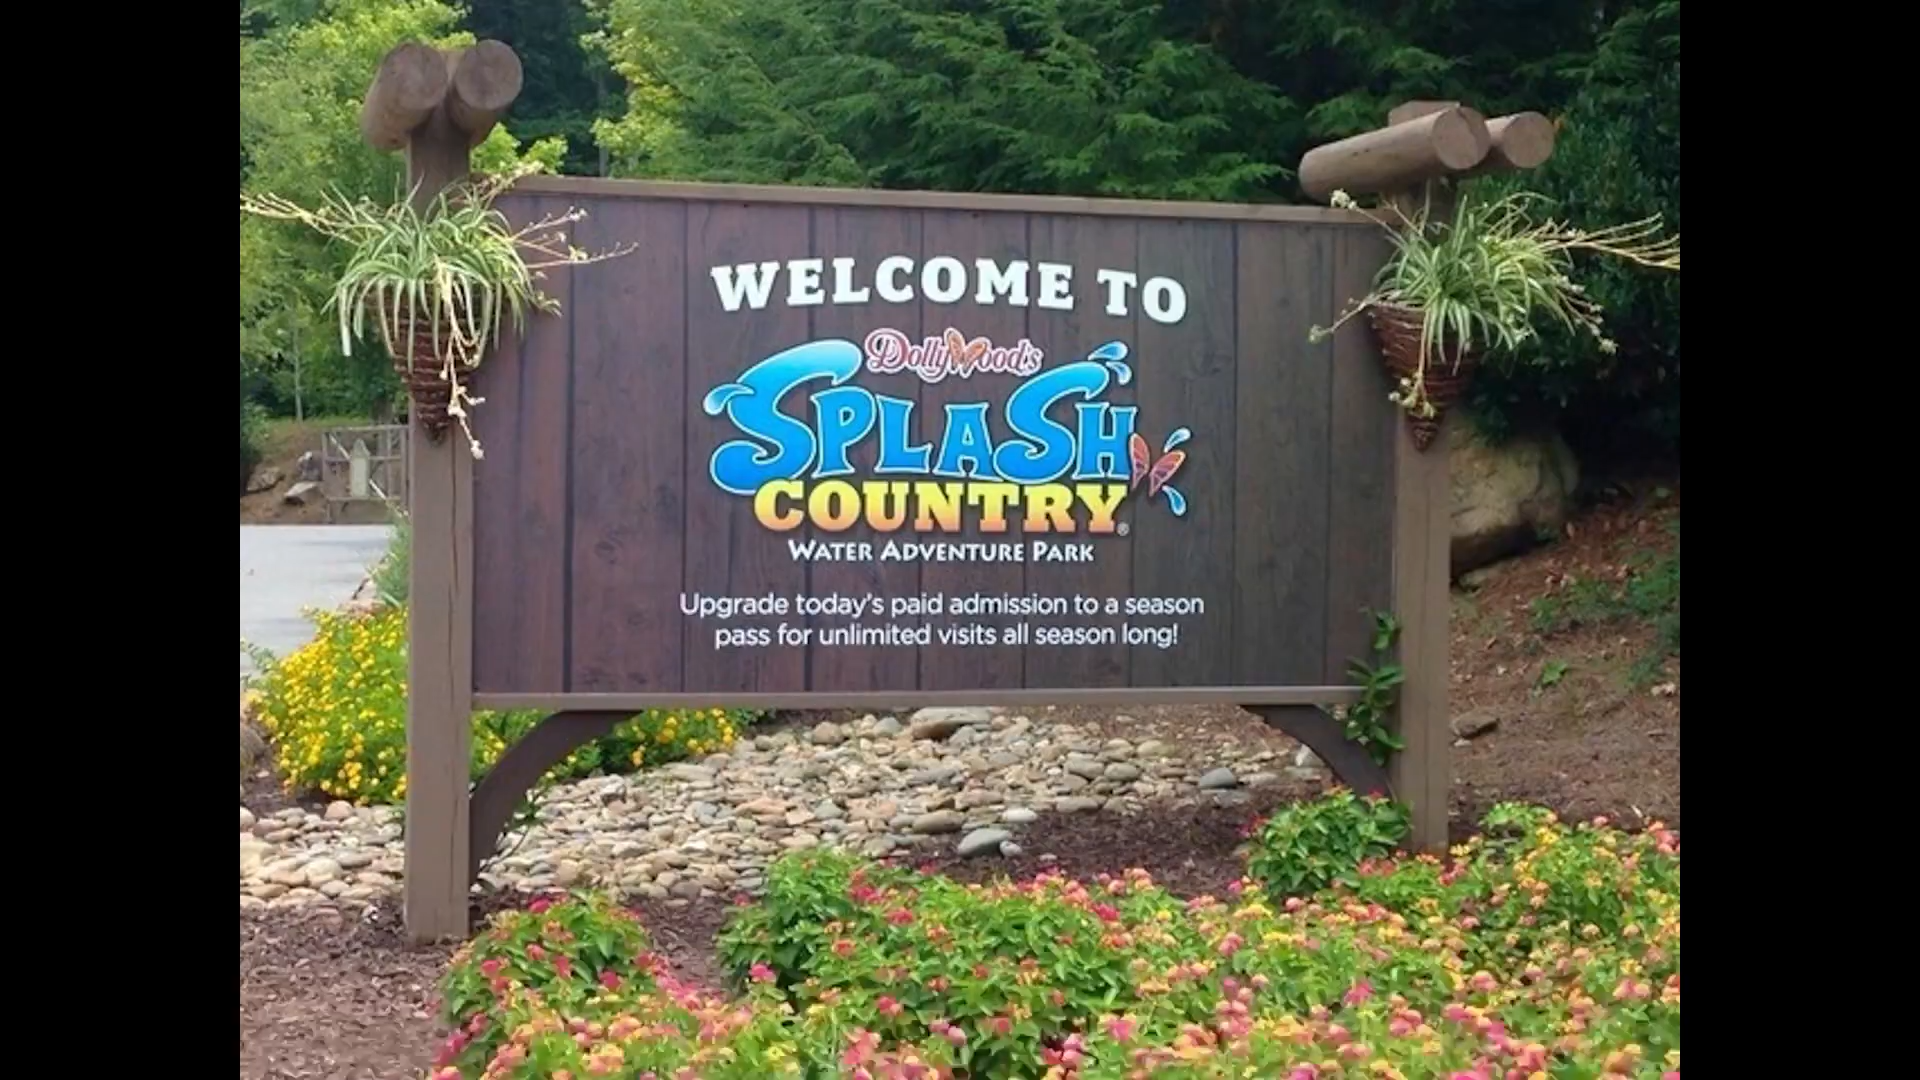 WELCOME TO
DollyWood's
SPLASH
COUNTRY®
WATER ADVENTURE PARK
Upgrade today's paid admission to a season
pass for unlimited visits all season long!